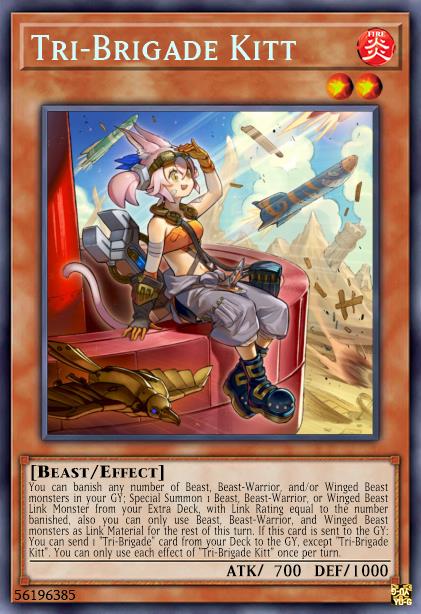 TRI-BRIGADE KITT
FIRE
炎
[BEAST/EFFECT]
You can banish any number of Beast, Beast-Warrior, and/or Winged Beast
monsters in your GY; Special Summon 1 Beast, Beast-Warrior, or Winged Beast
Link Monster from your Extra Deck, with Link Rating equal to the number
banished, also you can only use Beast, Beast-Warrior, and Winged Beast
monsters as Link Material for the rest of this turn. If this card is sent to the GY:
You can send 1 "Tri-Brigade" card from your Deck to the GY, except "Tri-Brigade
Kitt". You can only use each effect of "Tri-Brigade Kitt" once per turn.
ATK/ 700 DEF/1000
56196385